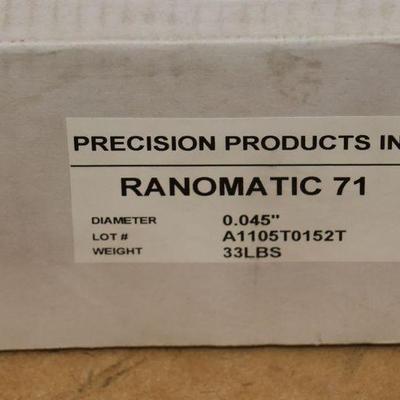 PRECISION PRODUCTS IN
RANOMATIC 71
DIAMETER 0.045"
LOT # A1105T0152T
WEIGHT 33LBS